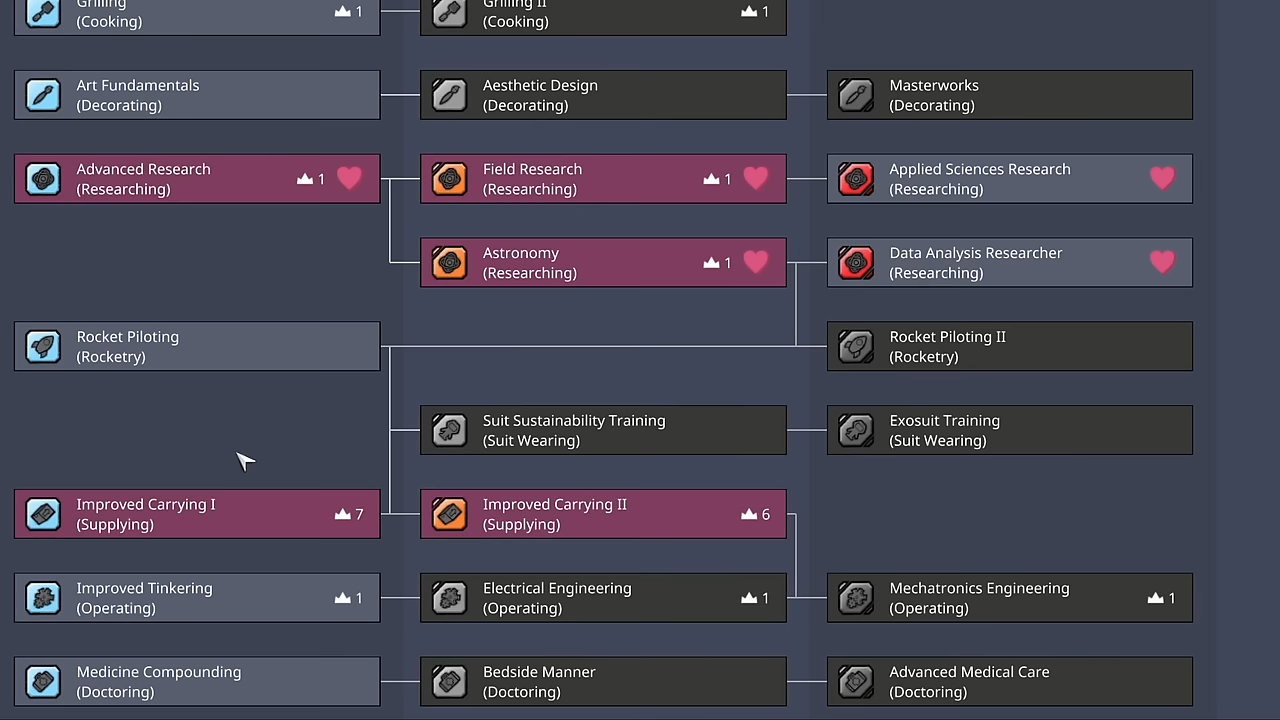 Grilling
(Cooking)
1
Grilling II
(Cooking)
1
Art Fundamentals
(Decorating)
Aesthetic Design
(Decorating)
Masterworks
(Decorating)
Advanced Research
(Researching)
1
Field Research
(Researching)
1
Applied Sciences Research
(Researching)
Astronomy
(Researching)
1
Data Analysis Researcher
(Researching)
Rocket Piloting
(Rocketry)
Rocket Piloting II
(Rocketry)
Suit Sustainability Training
(Suit Wearing)
Exosuit Training
(Suit Wearing)
Improved Carrying I
(Supplying)
7
Improved Carrying II
(Supplying)
6
Improved Tinkering
(Operating)
1
Electrical Engineering
(Operating)
1
Mechatronics Engineering
(Operating)
1
Medicine Compounding
(Doctoring)
Bedside Manner
(Doctoring)
Advanced Medical Care
(Doctoring)